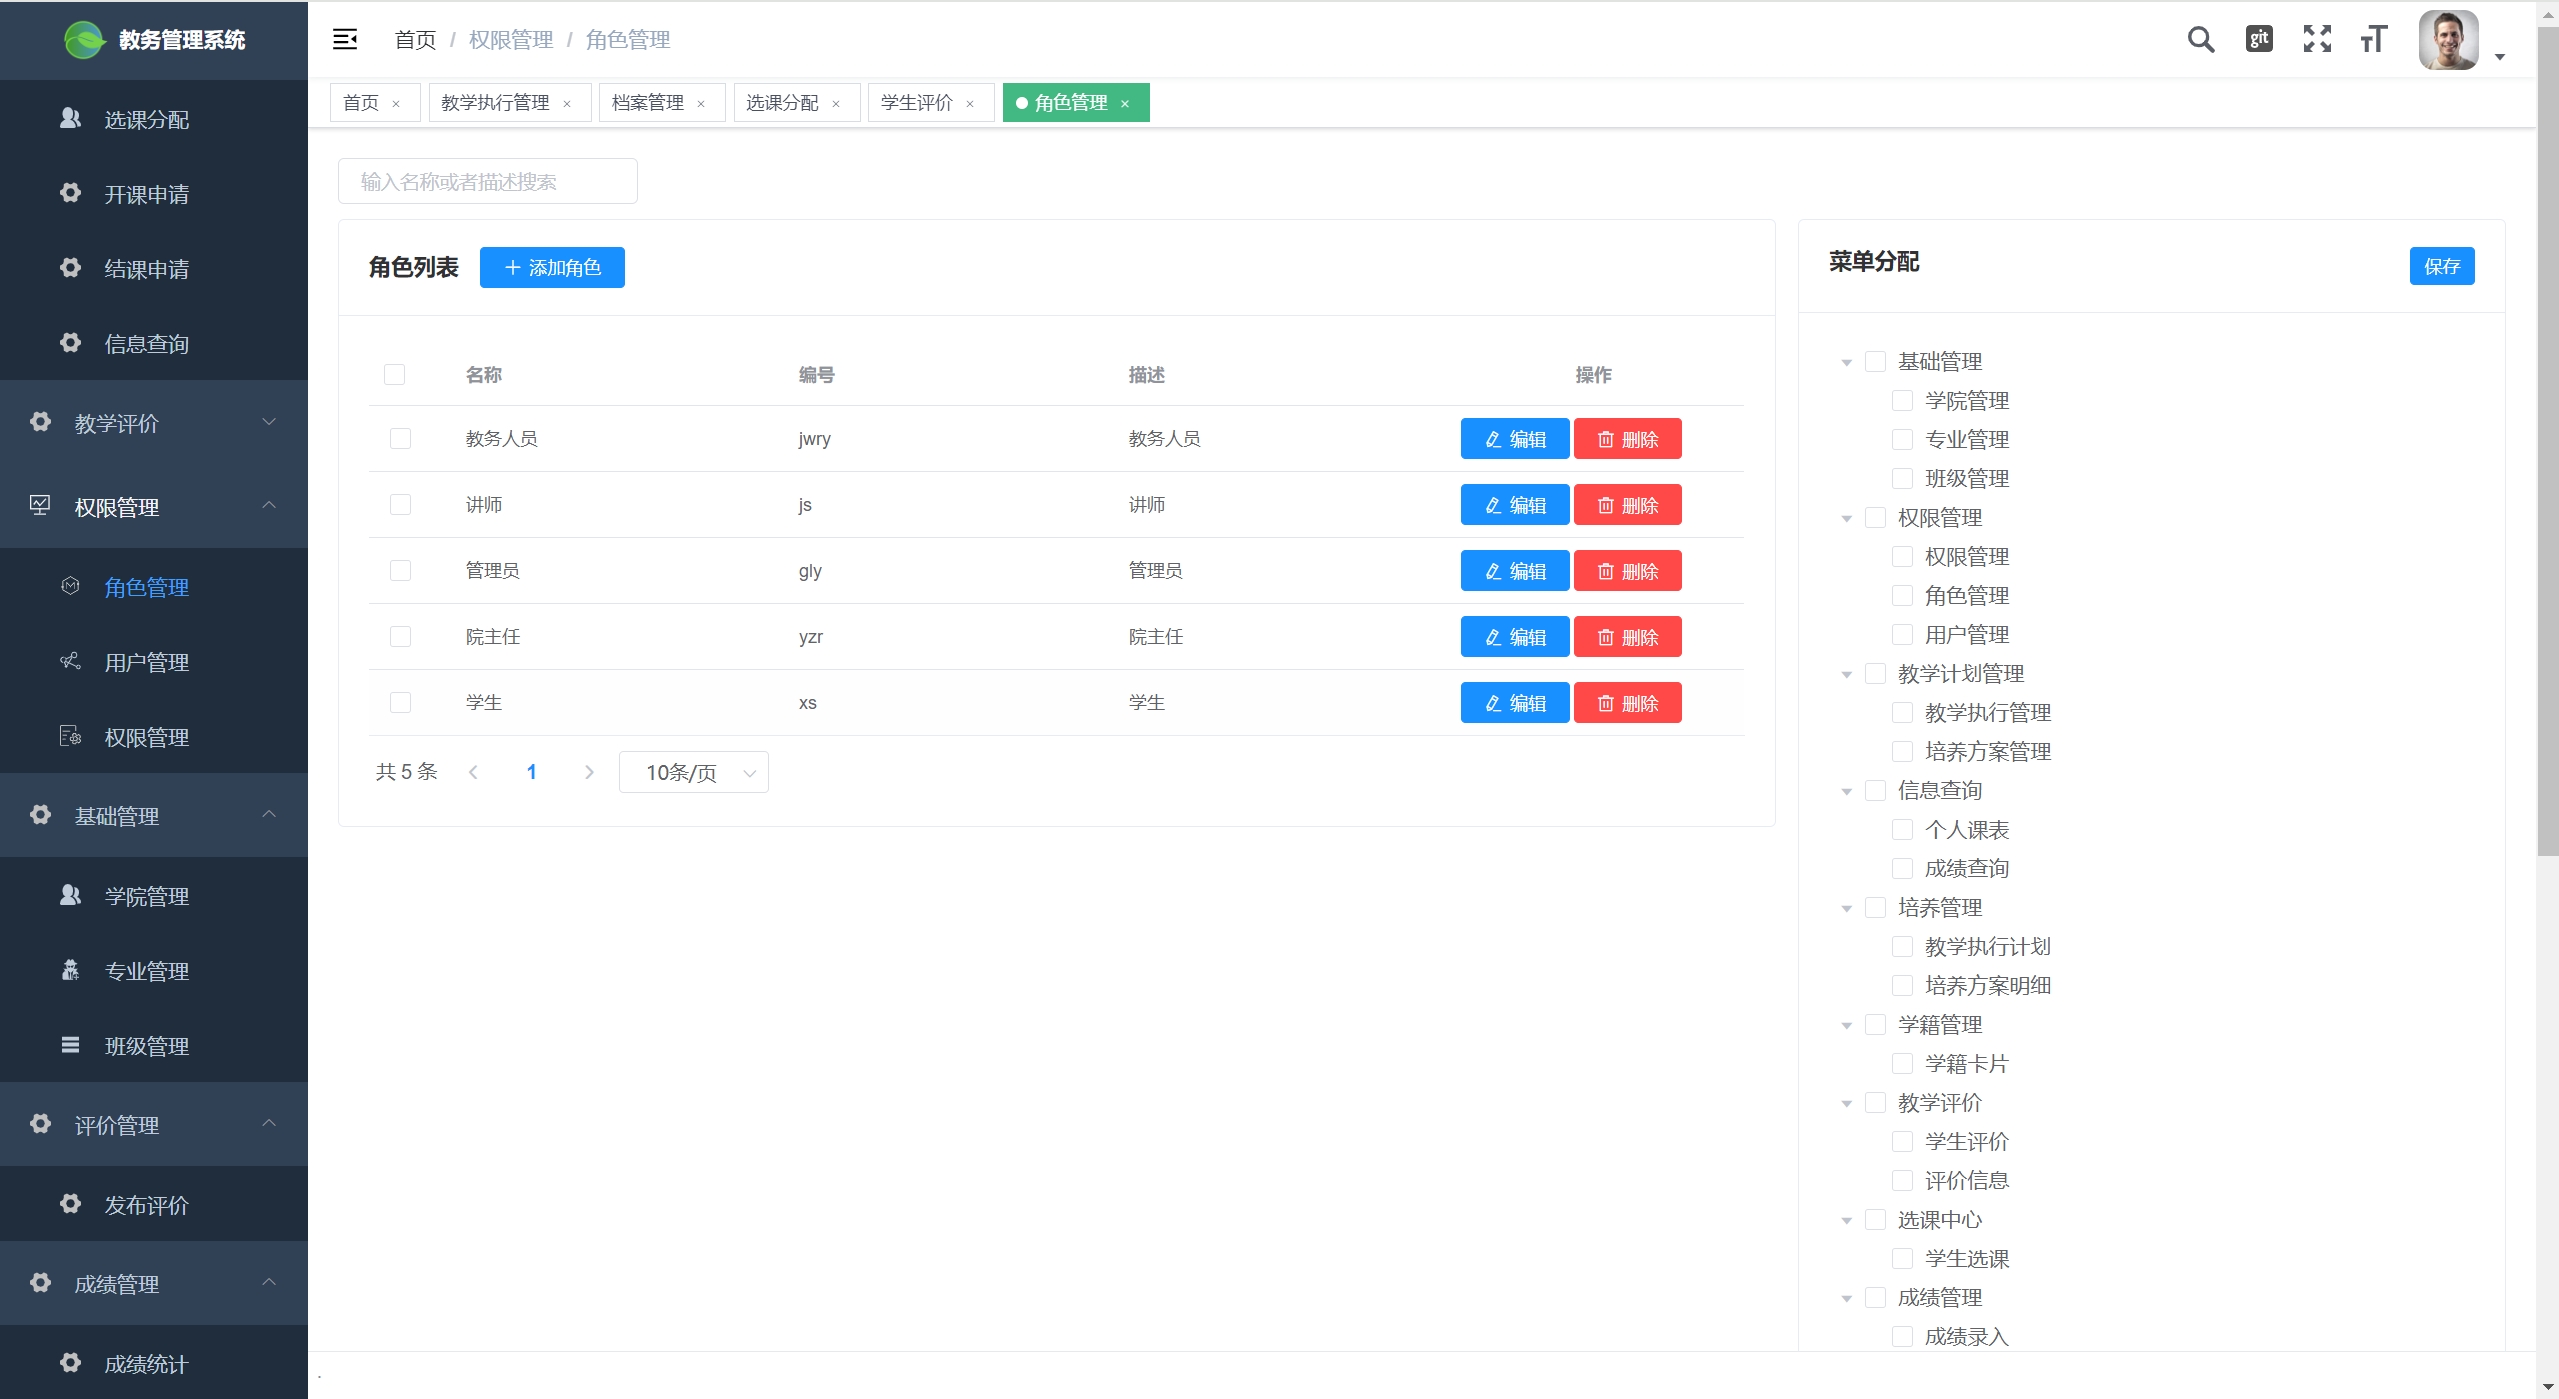 教务管理系统
首页 / 权限管理 / 角色管理
git
选课分配
开课申请
结课申请
信息查询
教学评价
权限管理
角色管理
用户管理
权限管理
基础管理
学院管理
专业管理
班级管理
评价管理
发布评价
成绩管理
成绩统计
首页 × 教学执行管理 × 档案管理 × 选课分配 × 学生评价 × 角色管理 ×
输入名称或者描述搜索
角色列表 + 添加角色
名称 编号 描述 操作
教务人员 jwry 教务人员 编辑 删除
讲师 js 讲师 编辑 删除
管理员 gly 管理员 编辑 删除
院主任 yzr 院主任 编辑 删除
学生 xs 学生 编辑 删除
共 5 条 1 10条/页
菜单分配 保存
基础管理
学院管理
专业管理
班级管理
权限管理
权限管理
角色管理
用户管理
教学计划管理
教学执行管理
培养方案管理
信息查询
个人课表
成绩查询
培养管理
教学执行计划
培养方案明细
学籍管理
学籍卡片
教学评价
学生评价
评价信息
选课中心
学生选课
成绩管理
成绩录入